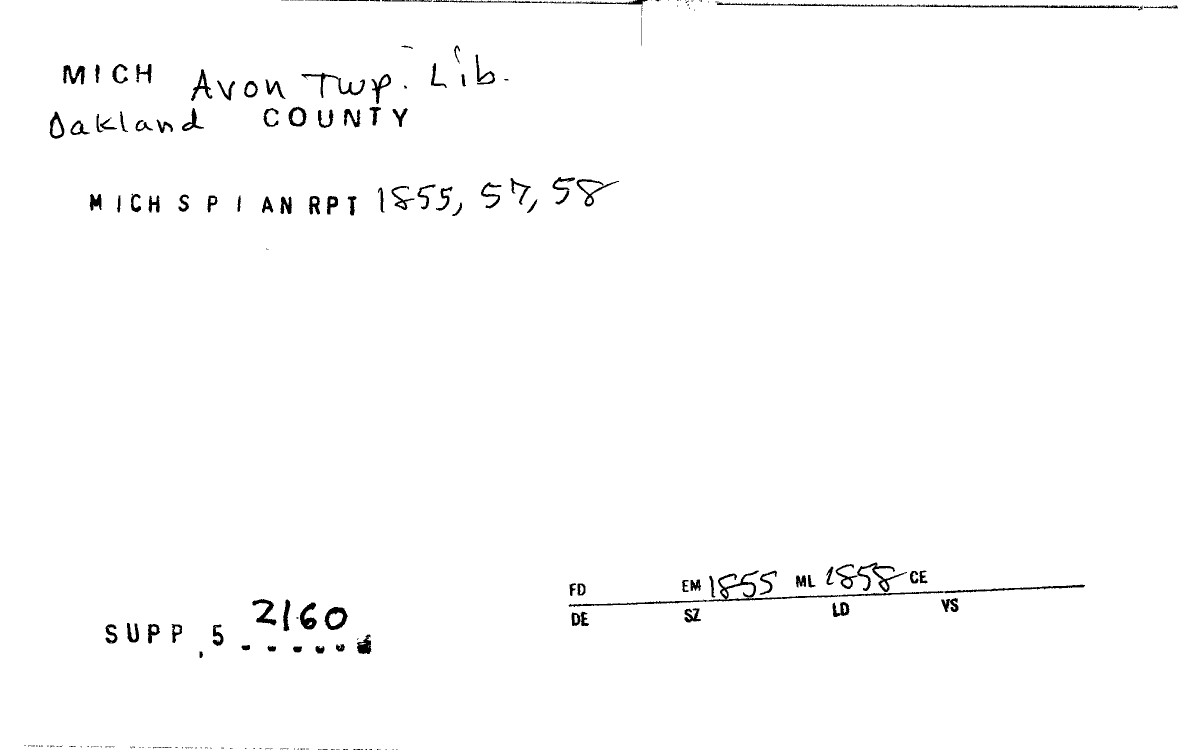 MICH Avon Twp. Lib.
Oakland COUNTY
MICH S P I AN RPT 1855, 57, 58
FD EM 1855 ML 1858 CE
DE SZ LD VS
SUPP. 5 2160